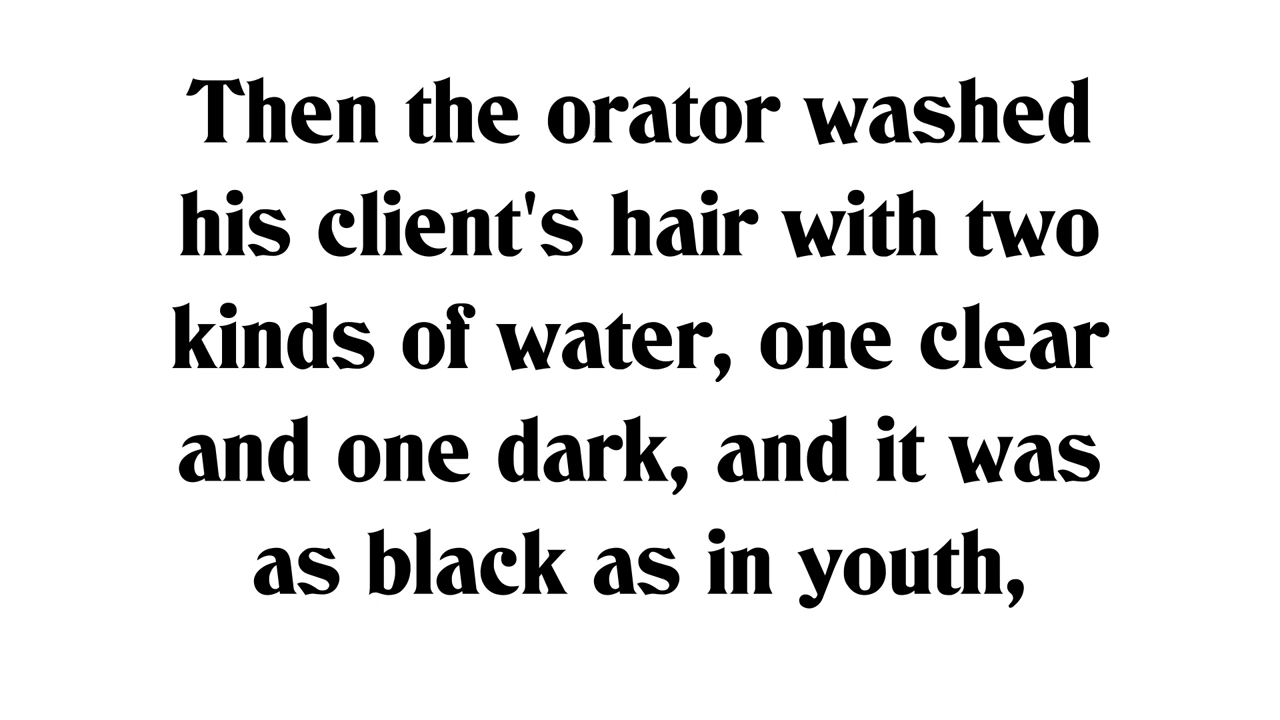 Then the orator washed
his client's hair with two
kinds of water, one clear
and one dark, and it was
as black as in youth,